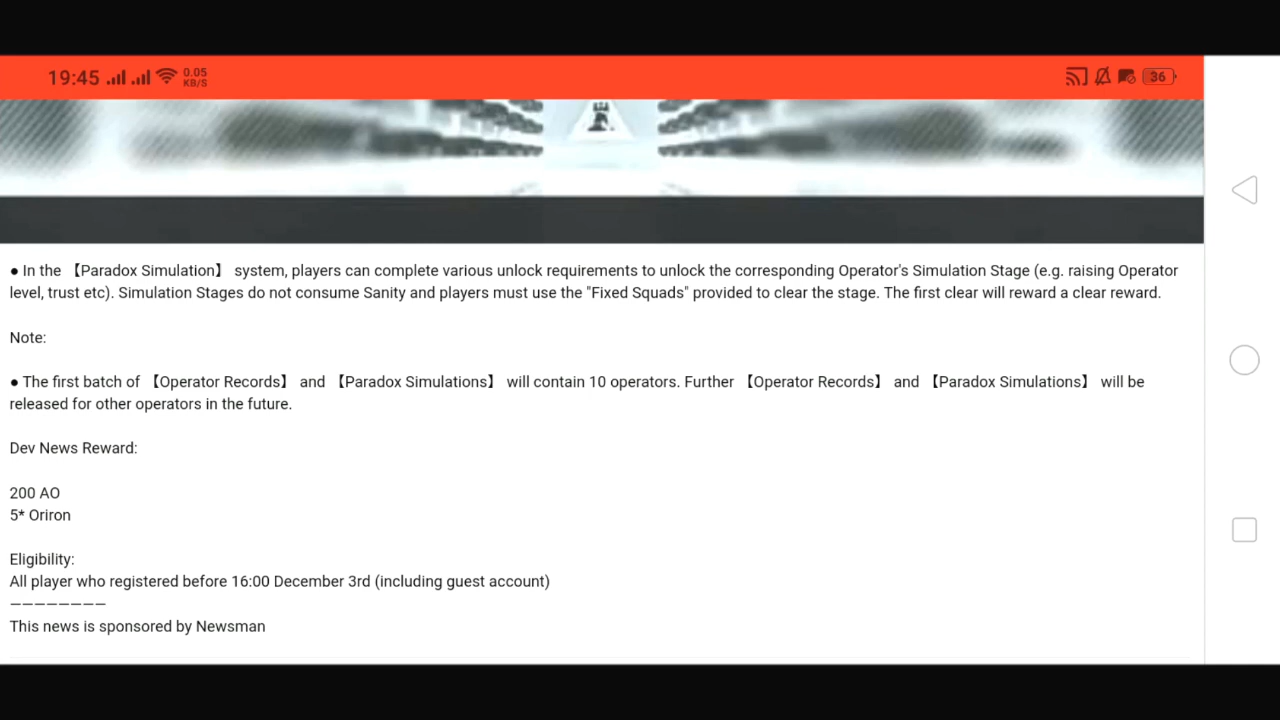 19:45
0.05
KB/S
36
● In the 【Paradox Simulation】 system, players can complete various unlock requirements to unlock the corresponding Operator's Simulation Stage (e.g. raising Operator
level, trust etc). Simulation Stages do not consume Sanity and players must use the "Fixed Squads" provided to clear the stage. The first clear will reward a clear reward.
Note:
● The first batch of 【Operator Records】 and 【Paradox Simulations】 will contain 10 operators. Further 【Operator Records】 and 【Paradox Simulations】 will be
released for other operators in the future.
Dev News Reward:
200 AO
5* Oriron
Eligibility:
All player who registered before 16:00 December 3rd (including guest account)
————————
This news is sponsored by Newsman